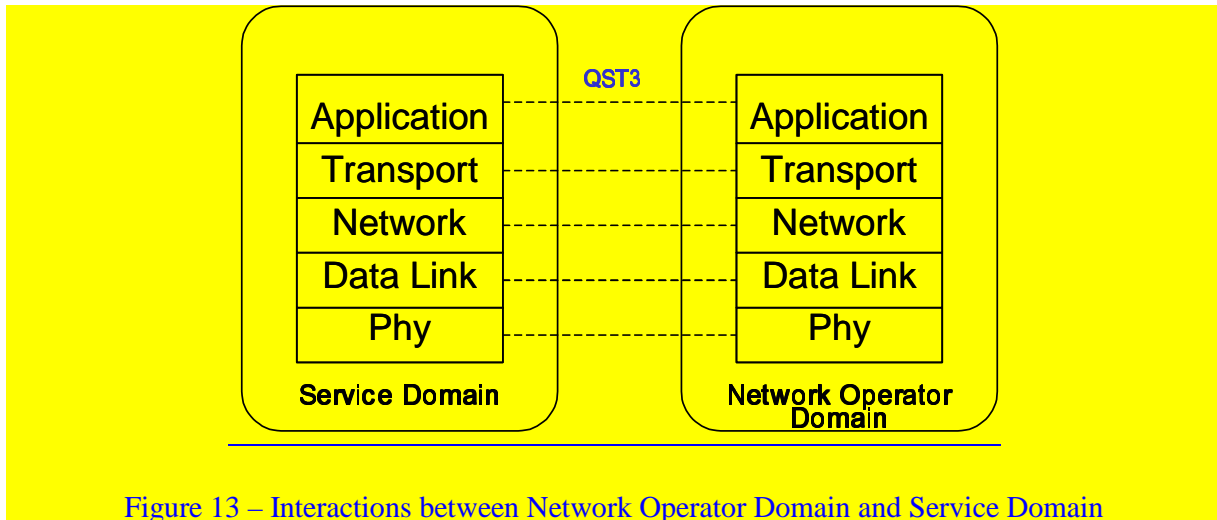 QST3
Application
Application
Transport
Transport
Network
Network
Data Link
Data Link
Phy
Phy
Service Domain
Network Operator
Domain
Figure 13 – Interactions between Network Operator Domain and Service Domain